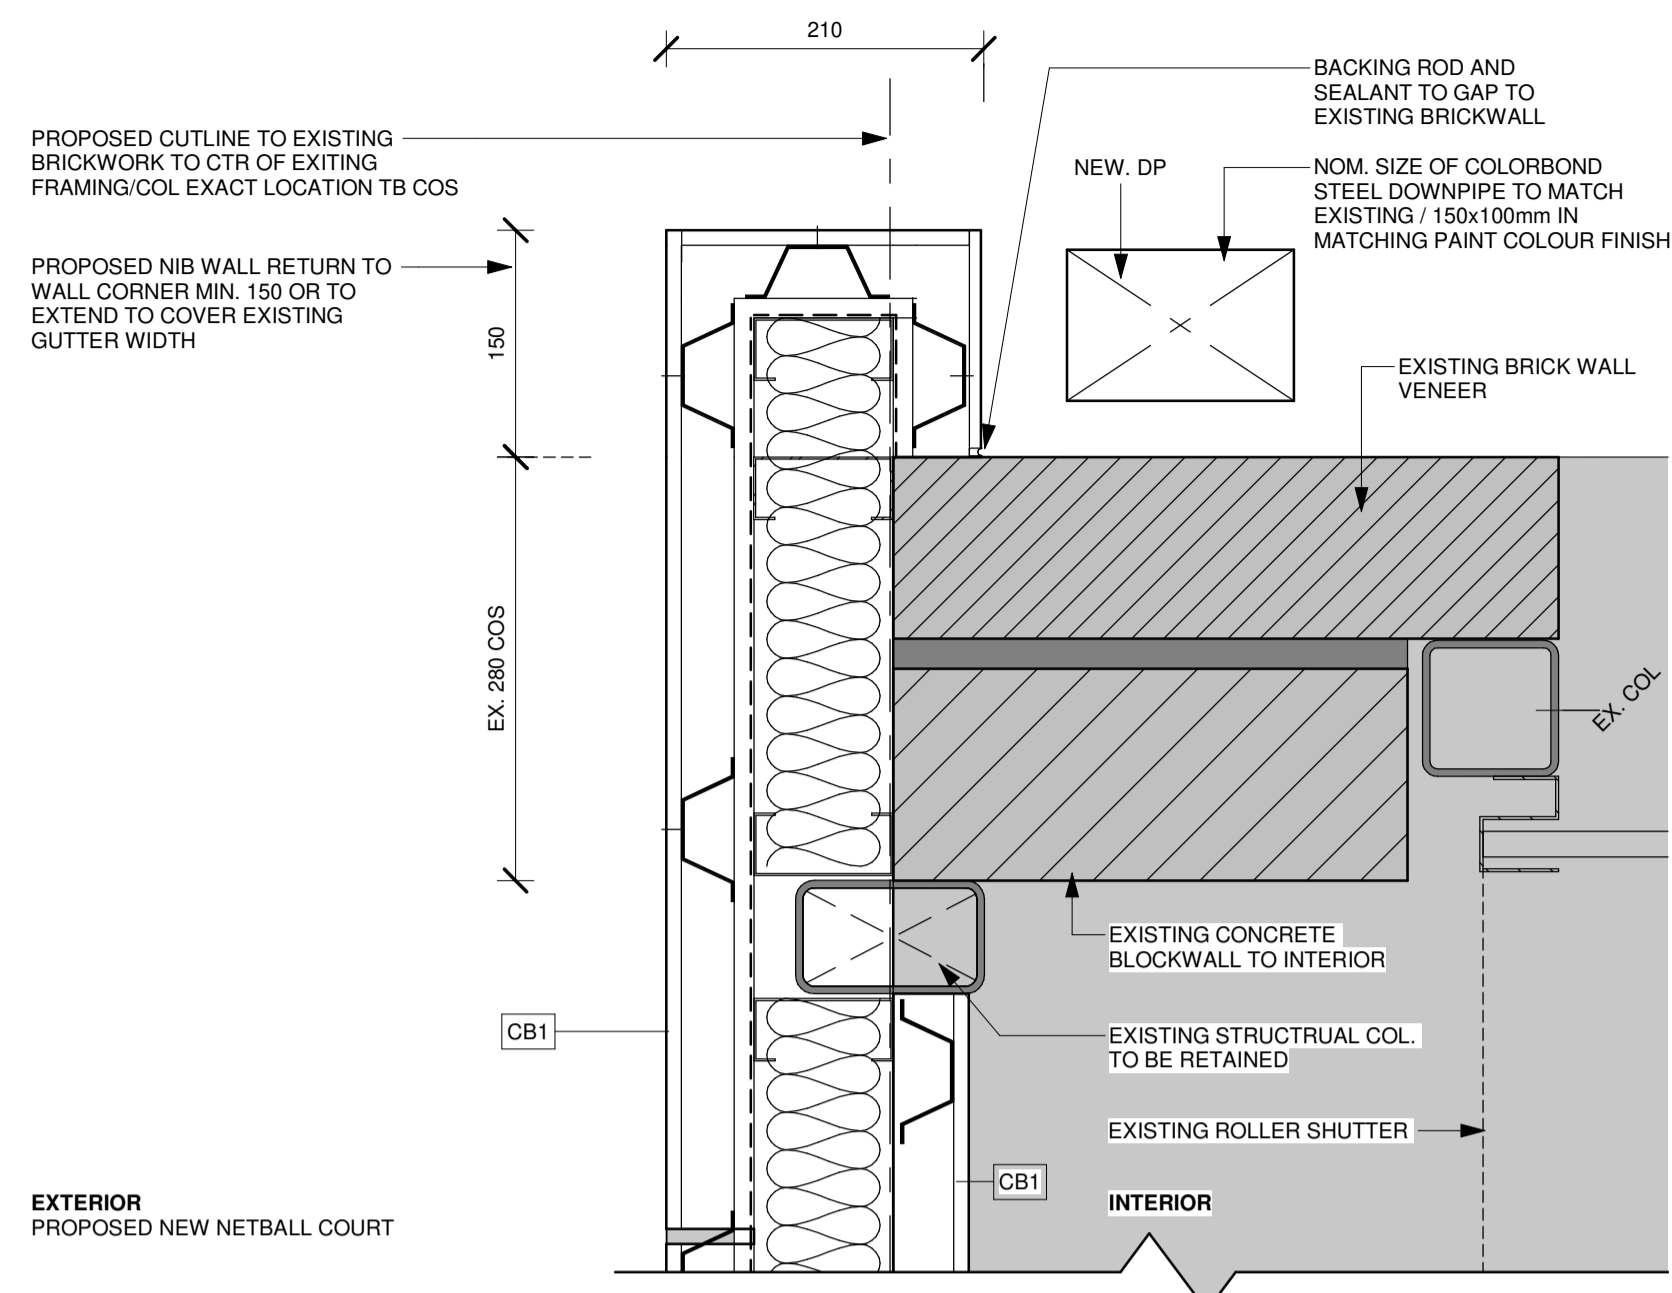 210
BACKING ROD AND
SEALANT TO GAP TO
EXISTING BRICKWALL
PROPOSED CUTLINE TO EXISTING
BRICKWORK TO CTR OF EXITING
FRAMING/COL EXACT LOCATION TB COS
NEW. DP
NOM. SIZE OF COLORBOND
STEEL DOWNPIPE TO MATCH
EXISTING / 150x100mm IN
MATCHING PAINT COLOUR FINISH
PROPOSED NIB WALL RETURN TO
WALL CORNER MIN. 150 OR TO
EXTEND TO COVER EXISTING
GUTTER WIDTH
150
EXISTING BRICK WALL
VENEER
EX. 280 COS
EX. COL
EXISTING CONCRETE
BLOCKWALL TO INTERIOR
CB1
EXISTING STRUCTRUAL COL.
TO BE RETAINED
EXISTING ROLLER SHUTTER
CB1
EXTERIOR
PROPOSED NEW NETBALL COURT
INTERIOR